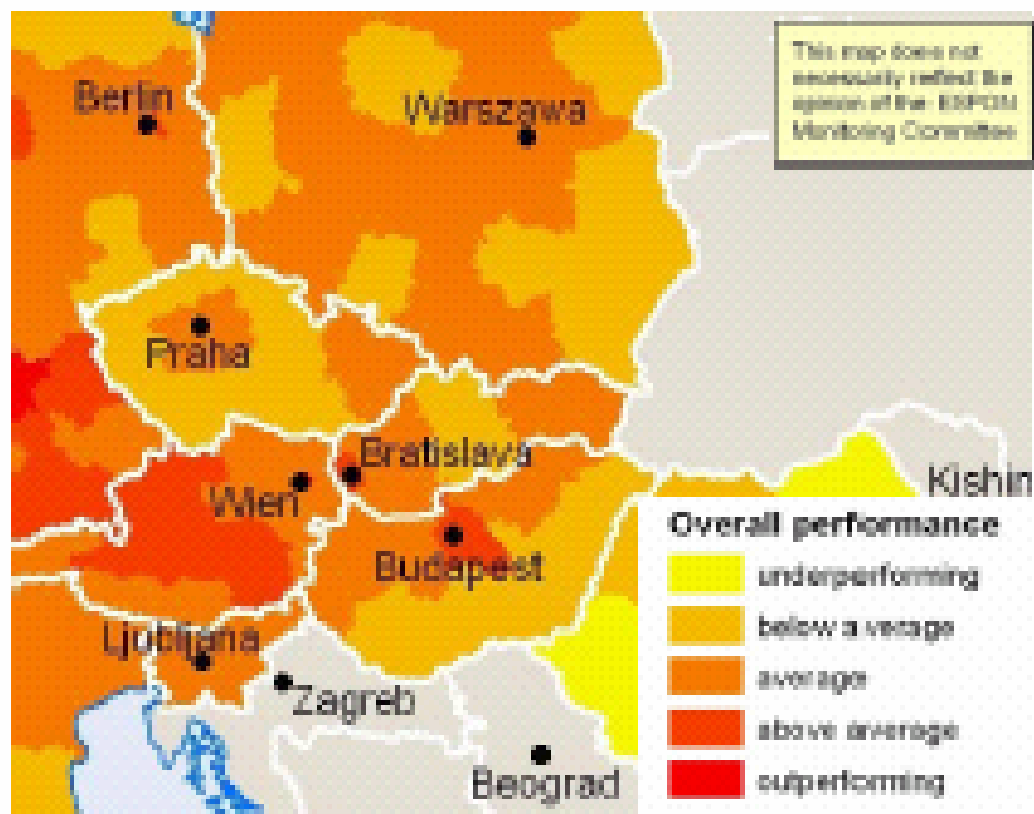 This map does not
necessarily reflect the
opinion of the ESPON
Monitoring Committee
Berlin
Warszawa
Praha
Bratislava
Wien
Kishin
Budapest
Ljubljana
Zagreb
Beograd
Overall performance
underperforming
below average
average
above average
outperforming